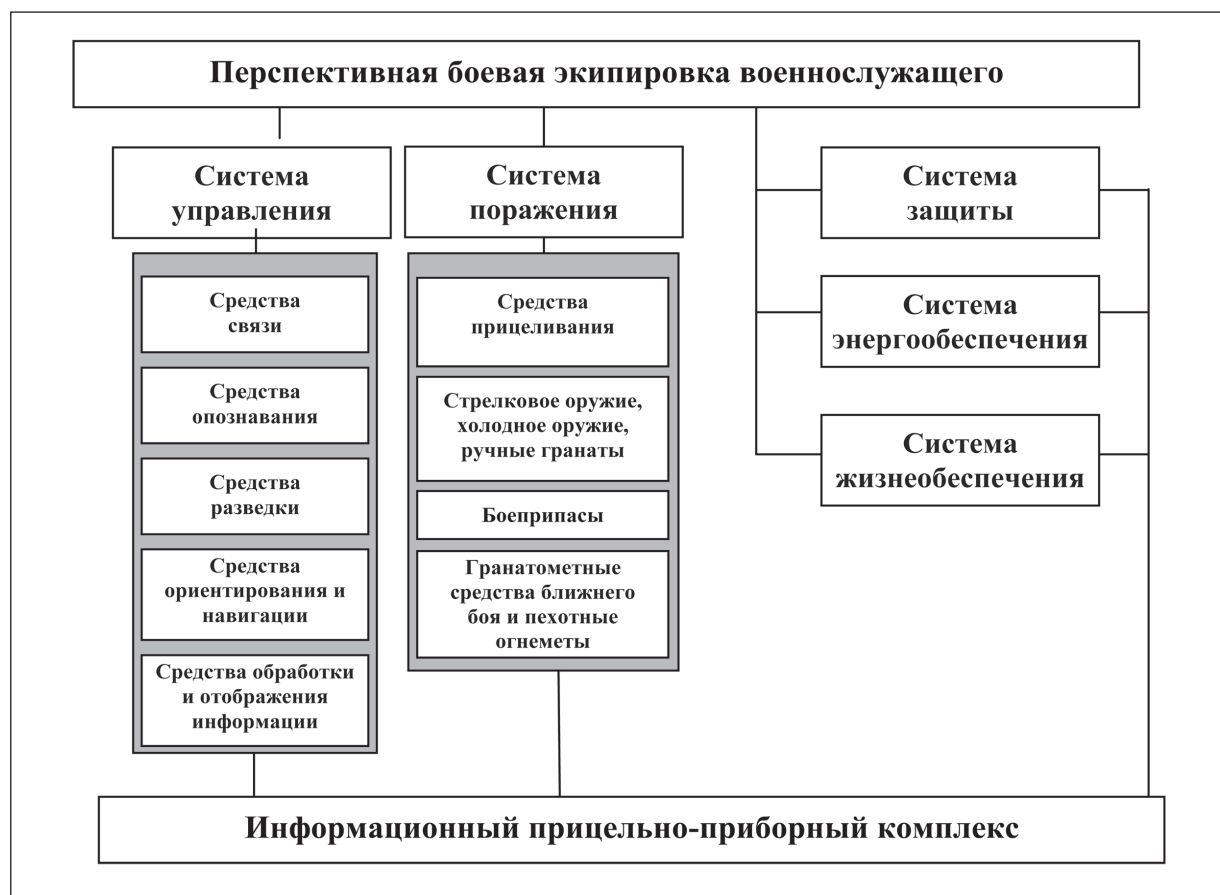 Перспективная боевая экипировка военнослужащего
Система
управления
Средства
связи
Средства
опознавания
Средства
разведки
Средства
ориентирования и
навигации
Средства обработки
и отображения
информации
Система
поражения
Средства
прицеливания
Стрелковое оружие,
холодное оружие,
ручные гранаты
Боеприпасы
Гранатометные
средства ближнего
боя и пехотные
огнеметы
Система
защиты
Система
энергообеспечения
Система
жизнеобеспечения
Информационный прицельно-приборный комплекс